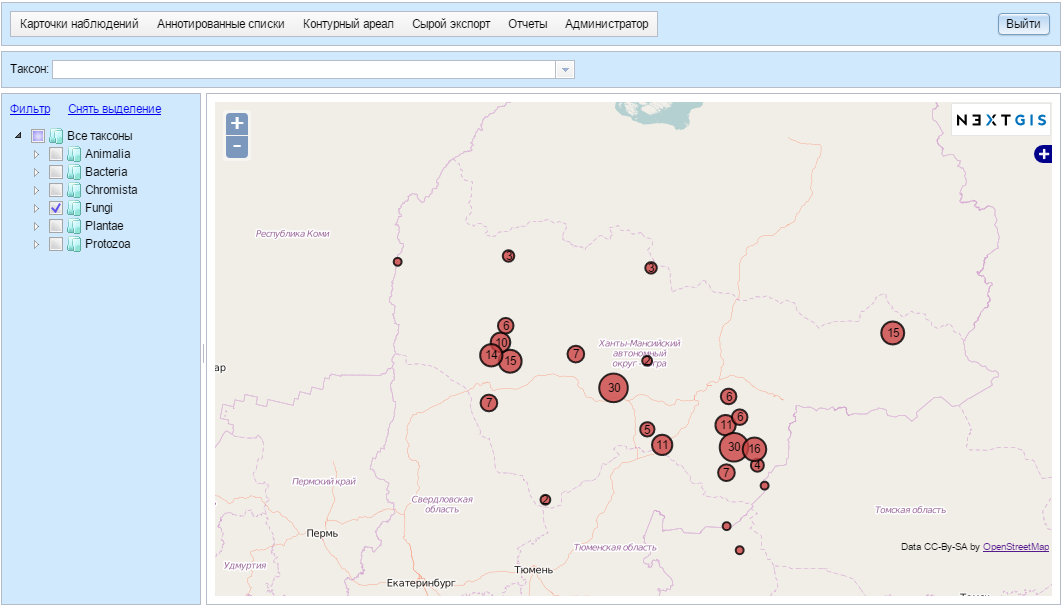 Карточки наблюдений Аннотированные списки Контурный ареал Сырой экспорт Отчеты Администратор Выйти
Таксон:
Фильтр Снять выделение
Все таксоны
Animalia
Bacteria
Chromista
Fungi
Plantae
Protozoa
+
-
NEXTGIS
+
Республика Коми
3
3
6
10
14
15
7
Ханты-Мансийский
автономный
2
15
ар
30
7
6
6
5
11
11
30
16
4
7
Пермский край
Свердловская
область
2
Томская область
Пермь
Тюменская область
Data CC-By-SA by OpenStreetMap
Удмуртия
Тюмень
Екатеринбург